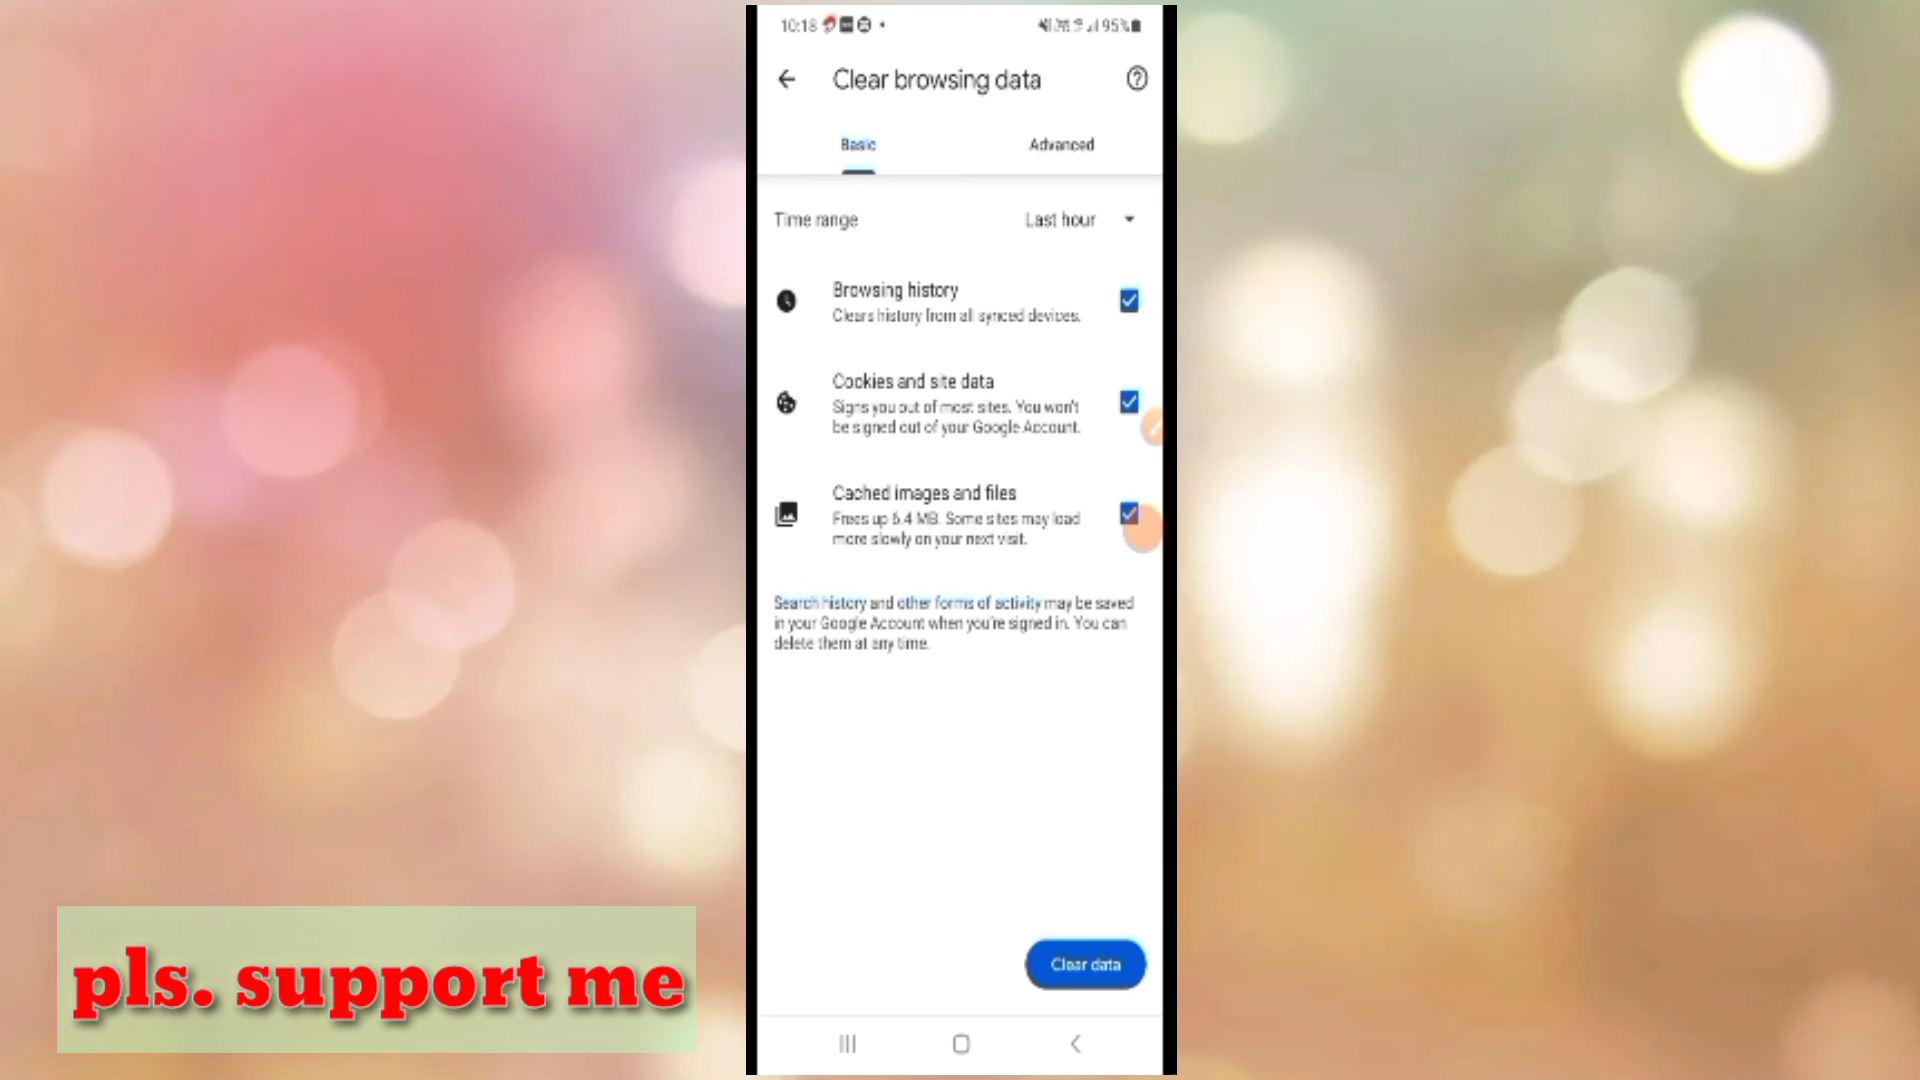 10:18
95%
Clear browsing data
Basic
Advanced
Time range
Last hour
Browsing history
Clears history from all synced devices.
Cookies and site data
Signs you out of most sites. You won't
be signed out of your Google Account.
Cached images and files
Frees up 6.4 MB. Some sites may load
more slowly on your next visit.
Search history and other forms of activity may be saved
in your Google Account when you're signed in. You can
delete them at any time.
Clear data
pls. support me